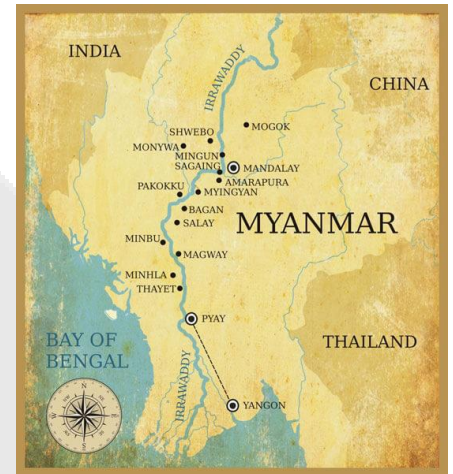 INDIA
IRRAWADDY
CHINA
MOGOK
SHWEBO
MONYWA
MINGUN
SAGAING
MANDALAY
AMARAPURA
PAKOKKU
MYINGYAN
BAGAN
SALAY
MYANMAR
MINBU
MAGWAY
MINHLA
THAYET
PYAY
BAY OF
BENGAL
THAILAND
IRRAWADDY
YANGON
N
E
S
W